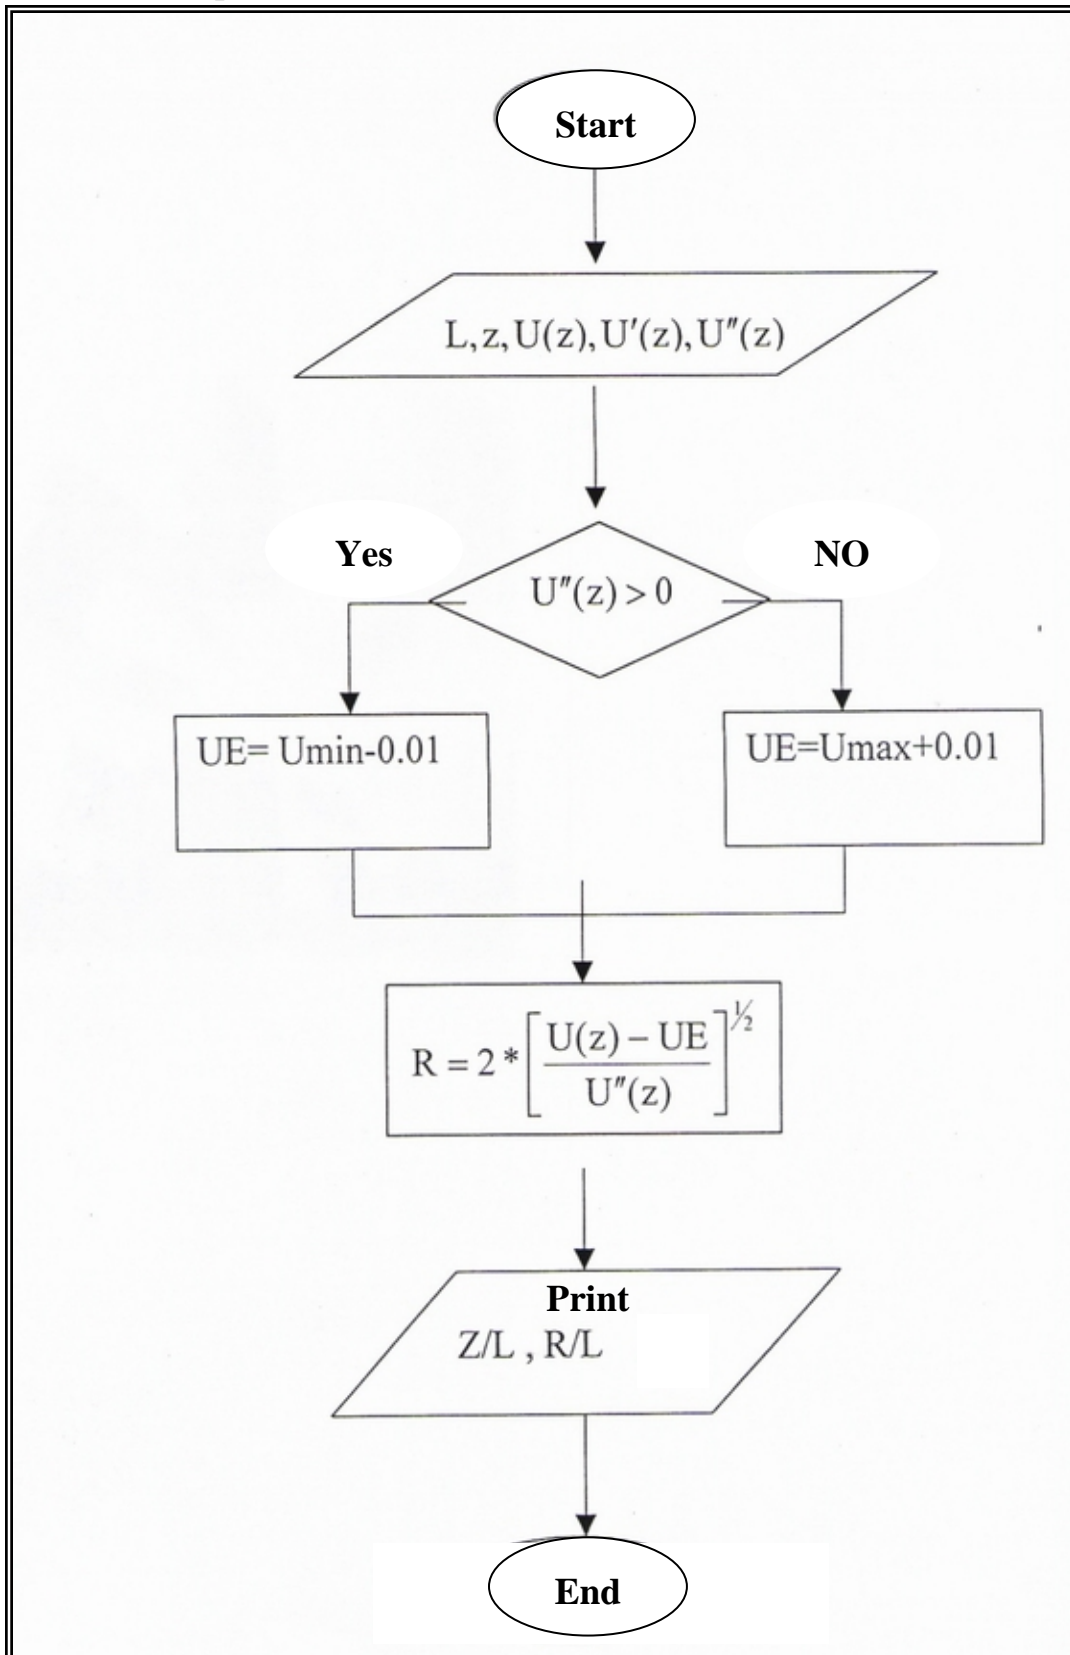 Start
L,z,U(z),U′(z),U″(z)
Yes
NO
U″(z) > 0
UE= Umin-0.01
UE=Umax+0.01
R = 2 * [ (U(z) – UE) / U″(z) ]^½
Print
Z/L , R/L
End